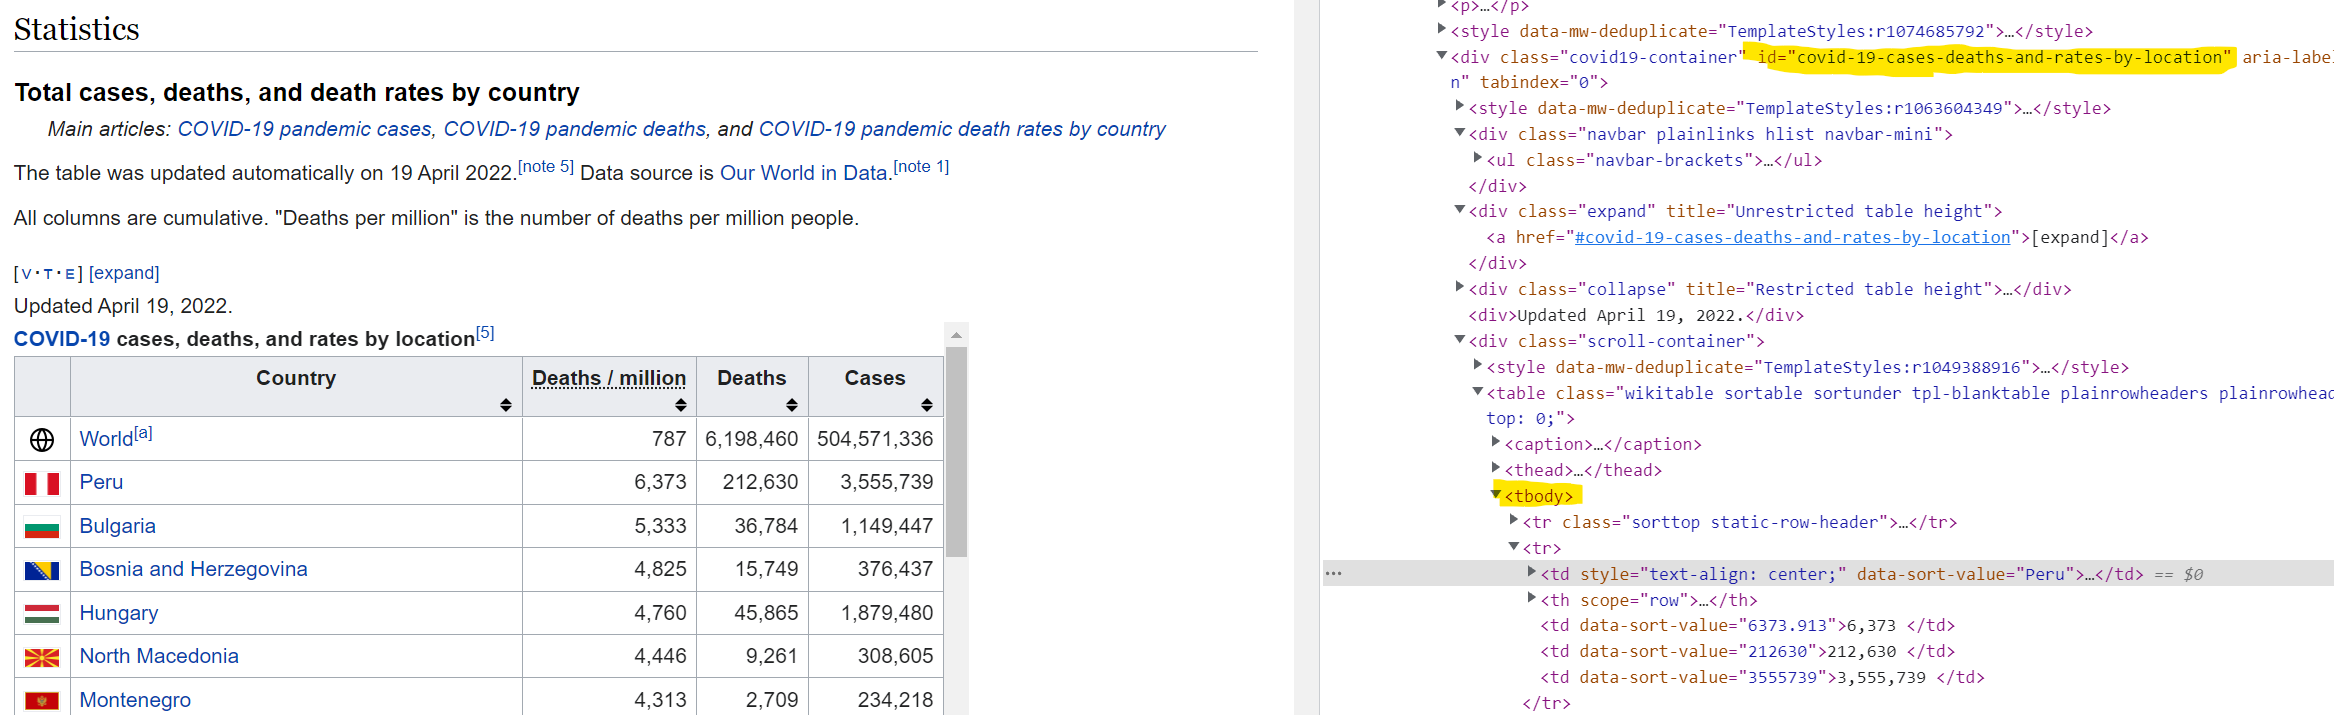 Statistics
Total cases, deaths, and death rates by country
Main articles: COVID-19 pandemic cases, COVID-19 pandemic deaths, and COVID-19 pandemic death rates by country
The table was updated automatically on 19 April 2022.[note 5] Data source is Our World in Data.[note 1]
All columns are cumulative. "Deaths per million" is the number of deaths per million people.
[V·T·E] [expand]
Updated April 19, 2022.
COVID-19 cases, deaths, and rates by location[5]
Country Deaths / million Deaths Cases
World[a] 787 6,198,460 504,571,336
Peru 6,373 212,630 3,555,739
Bulgaria 5,333 36,784 1,149,447
Bosnia and Herzegovina 4,825 15,749 376,437
Hungary 4,760 45,865 1,879,480
North Macedonia 4,446 9,261 308,605
Montenegro 4,313 2,709 234,218
<p>…</p>
<style data-mw-deduplicate="TemplateStyles:r1074685792">…</style>
<div class="covid19-container" id="covid-19-cases-deaths-and-rates-by-location" aria-label
n" tabindex="0">
<style data-mw-deduplicate="TemplateStyles:r1063604349">…</style>
<div class="navbar plainlinks hlist navbar-mini">
<ul class="navbar-brackets">…</ul>
</div>
<div class="expand" title="Unrestricted table height">
<a href="#covid-19-cases-deaths-and-rates-by-location">[expand]</a>
</div>
<div class="collapse" title="Restricted table height">…</div>
<div>Updated April 19, 2022.</div>
<div class="scroll-container">
<style data-mw-deduplicate="TemplateStyles:r1049388916">…</style>
<table class="wikitable sortable sortunder tpl-blanktable plainrowheaders plainrowhead
top: 0;">
<caption>…</caption>
<thead>…</thead>
<tbody>
<tr class="sorttop static-row-header">…</tr>
<tr>
<td style="text-align: center;" data-sort-value="Peru">…</td> == $0
<th scope="row">…</th>
<td data-sort-value="6373.913">6,373 </td>
<td data-sort-value="212630">212,630 </td>
<td data-sort-value="3555739">3,555,739 </td>
</tr>